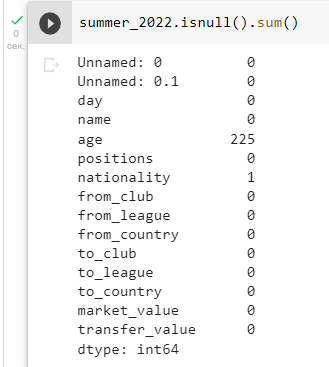 summer_2022.isnull().sum()
0
сек.
Unnamed: 0 0
Unnamed: 0.1 0
day 0
name 0
age 225
positions 0
nationality 1
from_club 0
from_league 0
from_country 0
to_club 0
to_league 0
to_country 0
market_value 0
transfer_value 0
dtype: int64